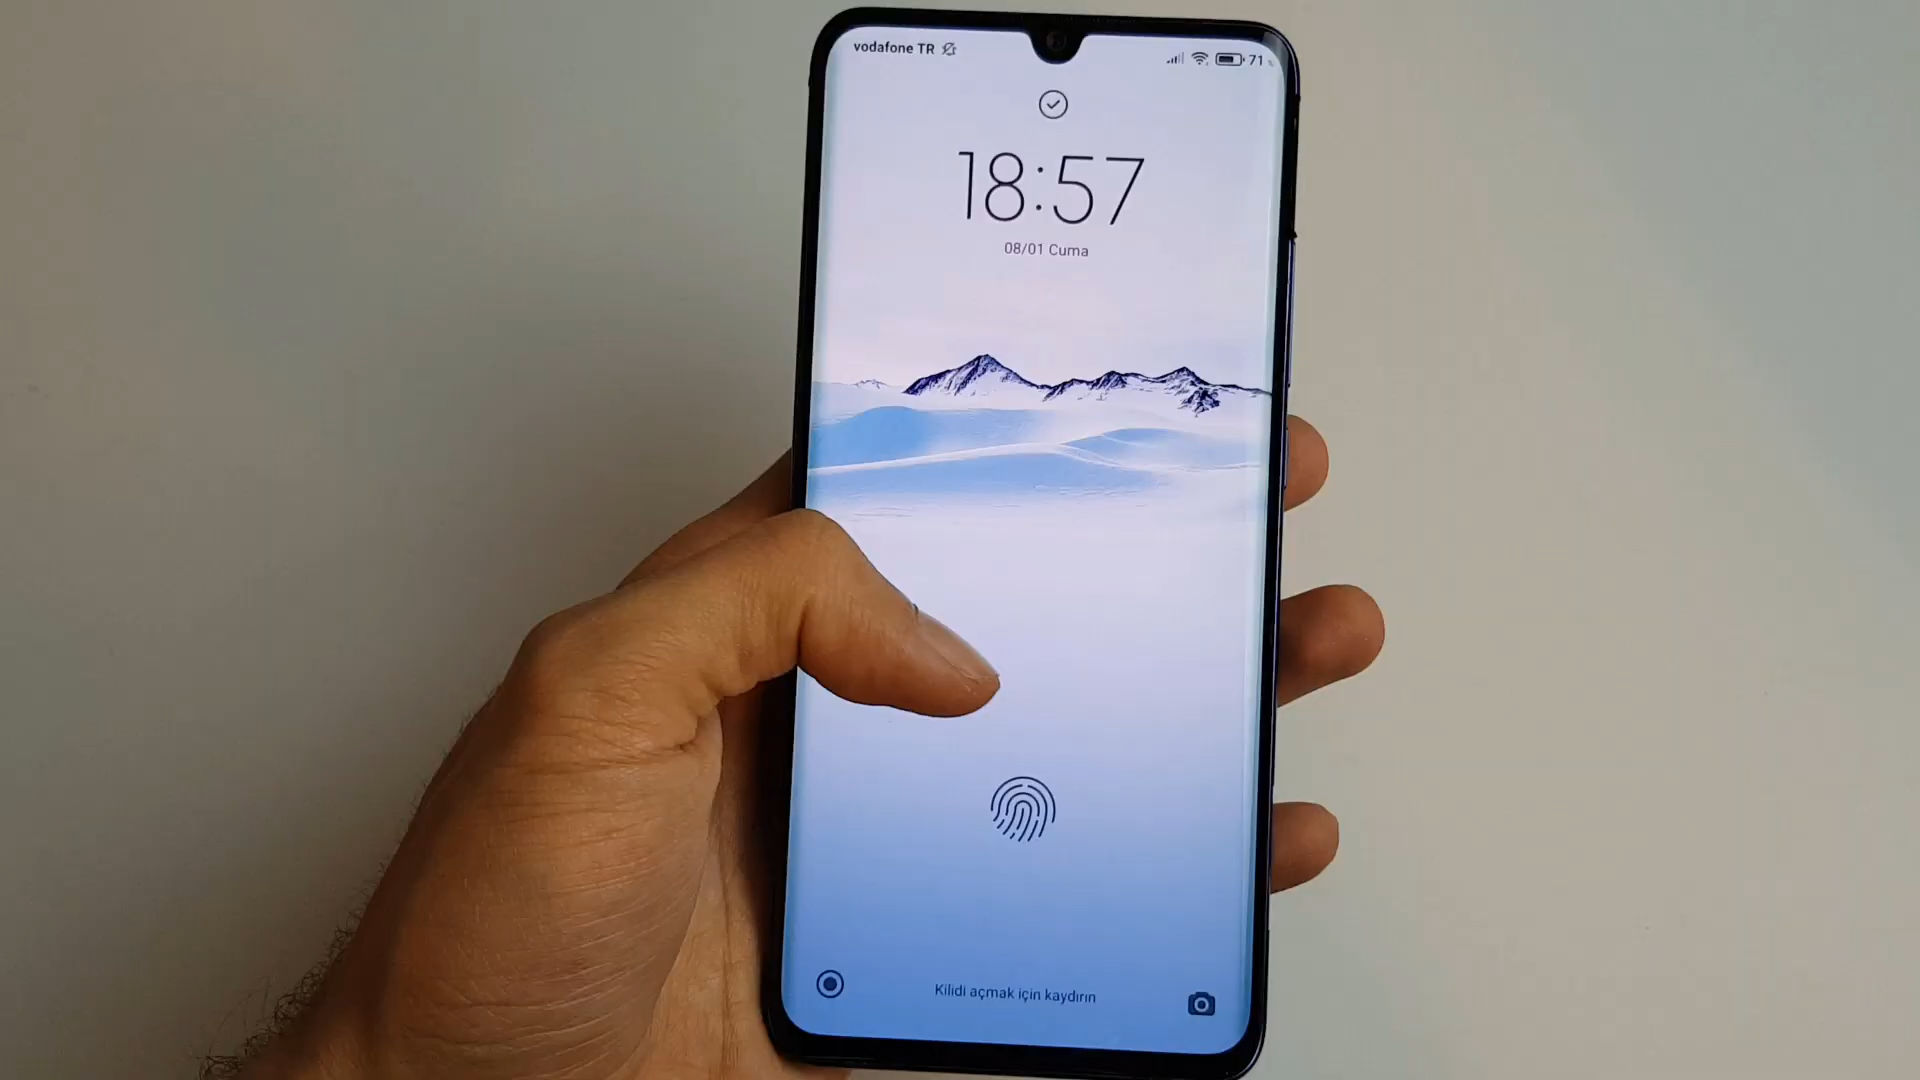 vodafone TR
71
18:57
08/01 Cuma
Kilidi açmak için kaydırın